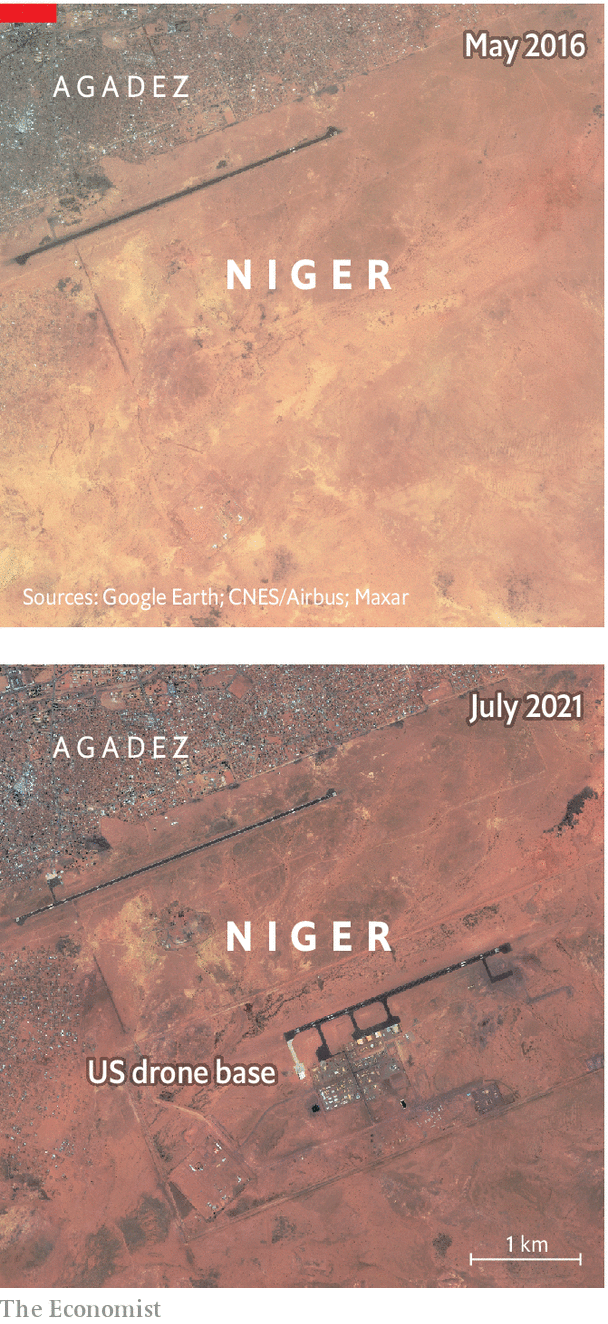 May 2016
AGADEZ
NIGER
Sources: Google Earth; CNES/Airbus; Maxar
July 2021
AGADEZ
NIGER
US drone base
1 km
The Economist